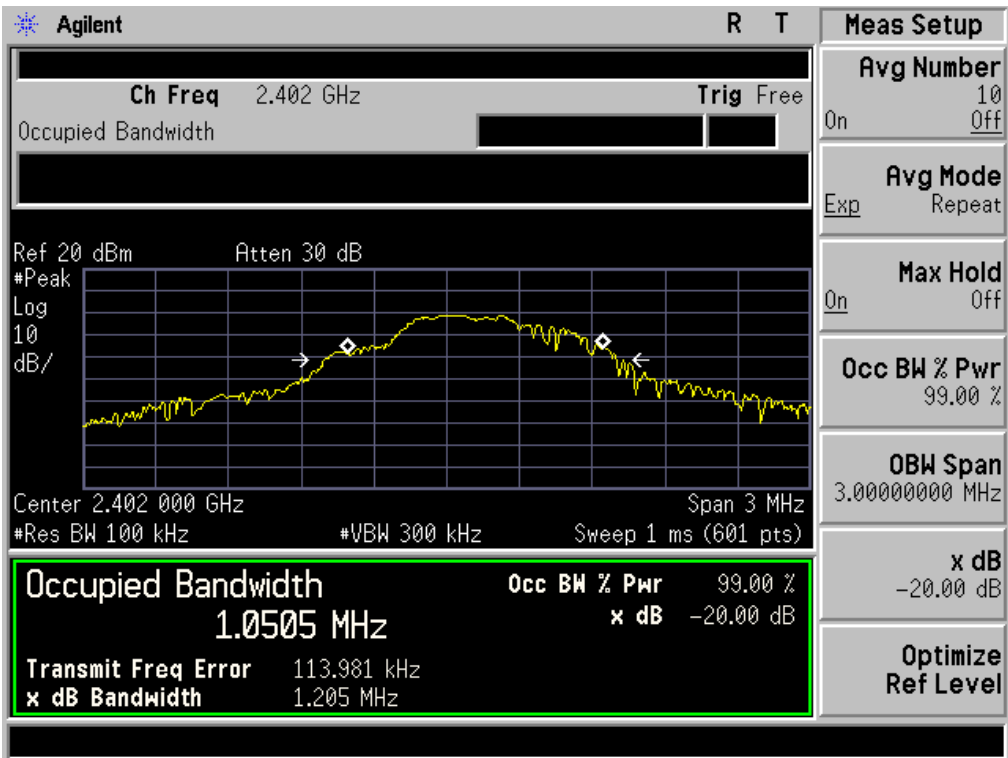 Agilent R T
Ch Freq 2.402 GHz Trig Free
Occupied Bandwidth
Ref 20 dBm Atten 30 dB
#Peak
Log
10
dB/
Center 2.402 000 GHz Span 3 MHz
#Res BW 100 kHz #VBW 300 kHz Sweep 1 ms (601 pts)
Occupied Bandwidth Occ BW % Pwr 99.00 %
1.0505 MHz x dB -20.00 dB
Transmit Freq Error 113.981 kHz
x dB Bandwidth 1.205 MHz
Meas Setup
Avg Number
10
On Off
Avg Mode
Exp Repeat
Max Hold
On Off
Occ BW % Pwr
99.00 %
OBW Span
3.00000000 MHz
x dB
-20.00 dB
Optimize
Ref Level